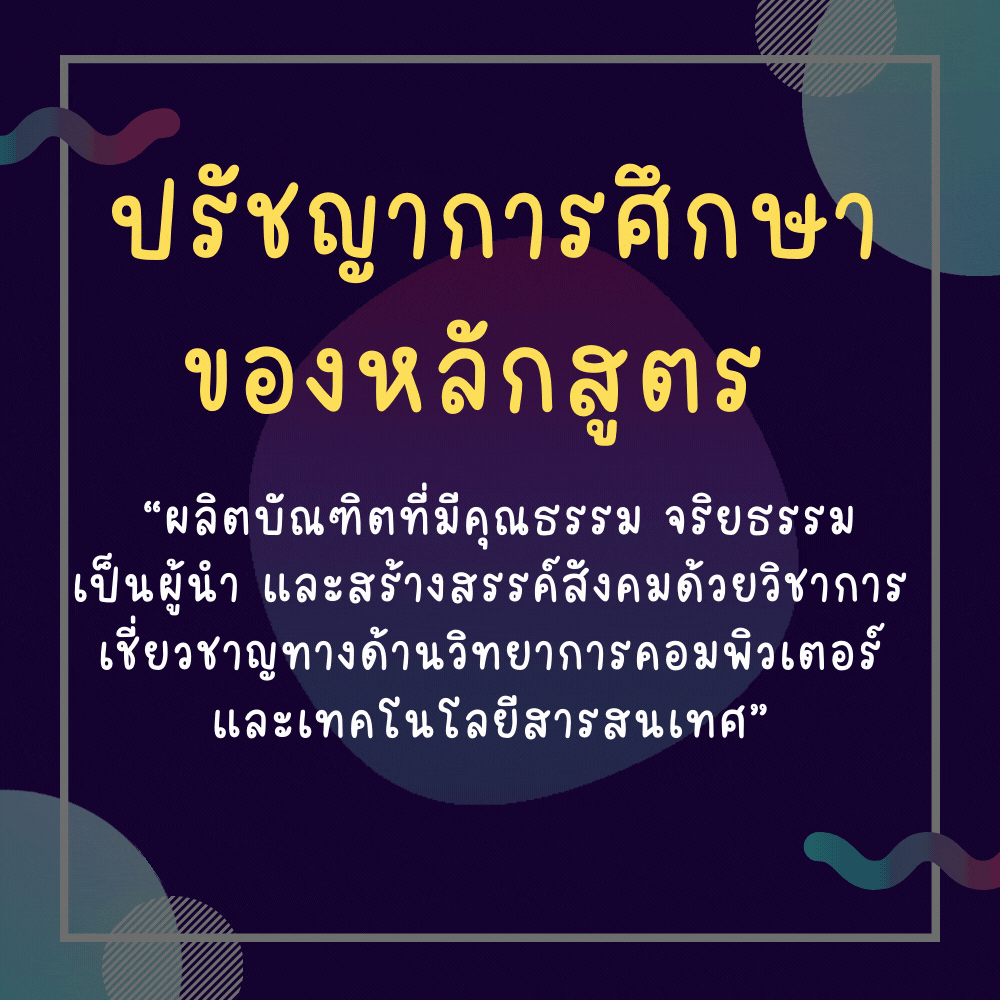 ปรัชญาการศึกษา
ของหลักสูตร
“ผลิตบัณฑิตที่มีคุณธรรม จริยธรรม
เป็นผู้นำ และสร้างสรรค์สังคมด้วยวิชาการ
เชี่ยวชาญทางด้านวิทยาการคอมพิวเตอร์
และเทคโนโลยีสารสนเทศ”